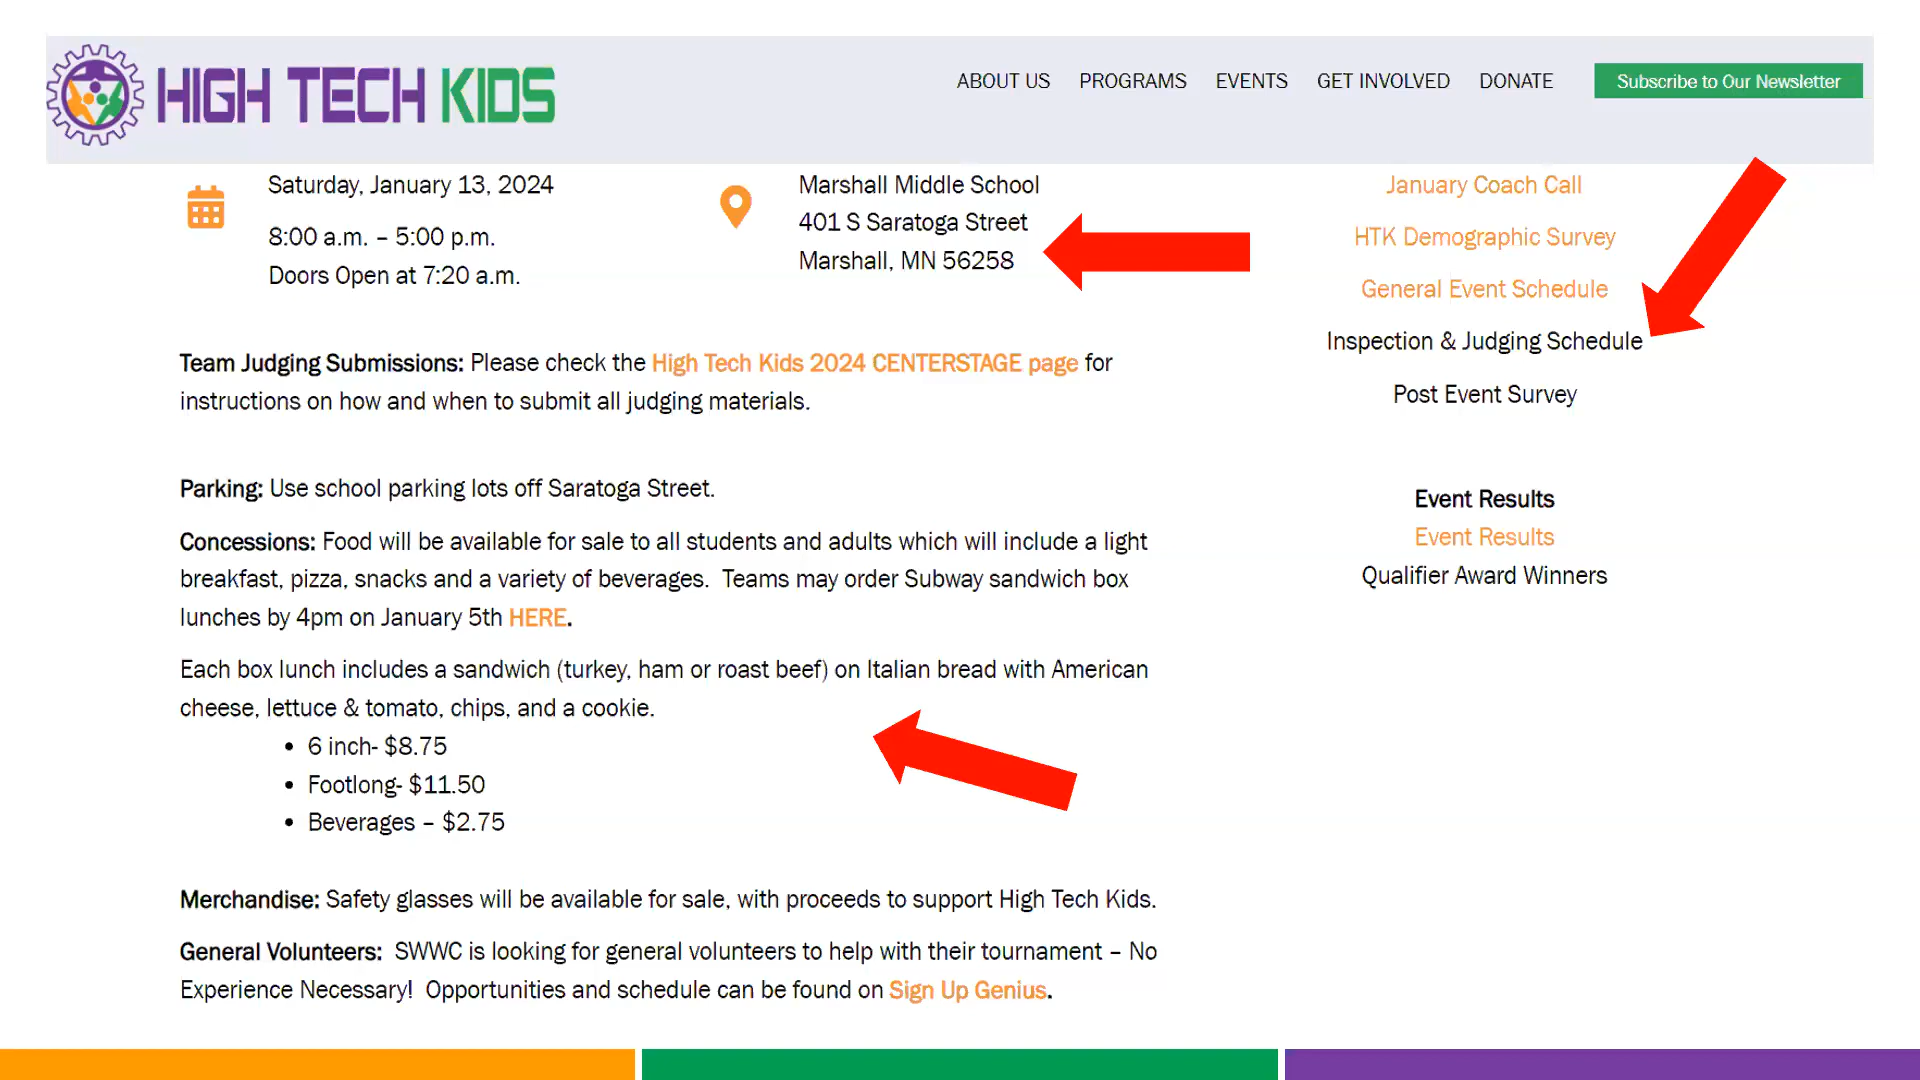 HIGH TECH KIDS
ABOUT US PROGRAMS EVENTS GET INVOLVED DONATE Subscribe to Our Newsletter
Saturday, January 13, 2024
8:00 a.m. – 5:00 p.m.
Doors Open at 7:20 a.m.
Marshall Middle School
401 S Saratoga Street
Marshall, MN 56258
Team Judging Submissions: Please check the High Tech Kids 2024 CENTERSTAGE page for
instructions on how and when to submit all judging materials.
Parking: Use school parking lots off Saratoga Street.
Concessions: Food will be available for sale to all students and adults which will include a light
breakfast, pizza, snacks and a variety of beverages.  Teams may order Subway sandwich box
lunches by 4pm on January 5th HERE.
Each box lunch includes a sandwich (turkey, ham or roast beef) on Italian bread with American
cheese, lettuce & tomato, chips, and a cookie.
• 6 inch- $8.75
• Footlong- $11.50
• Beverages – $2.75
Merchandise: Safety glasses will be available for sale, with proceeds to support High Tech Kids.
General Volunteers:  SWWC is looking for general volunteers to help with their tournament – No
Experience Necessary!  Opportunities and schedule can be found on Sign Up Genius.
January Coach Call
HTK Demographic Survey
General Event Schedule
Inspection & Judging Schedule
Post Event Survey
Event Results
Event Results
Qualifier Award Winners